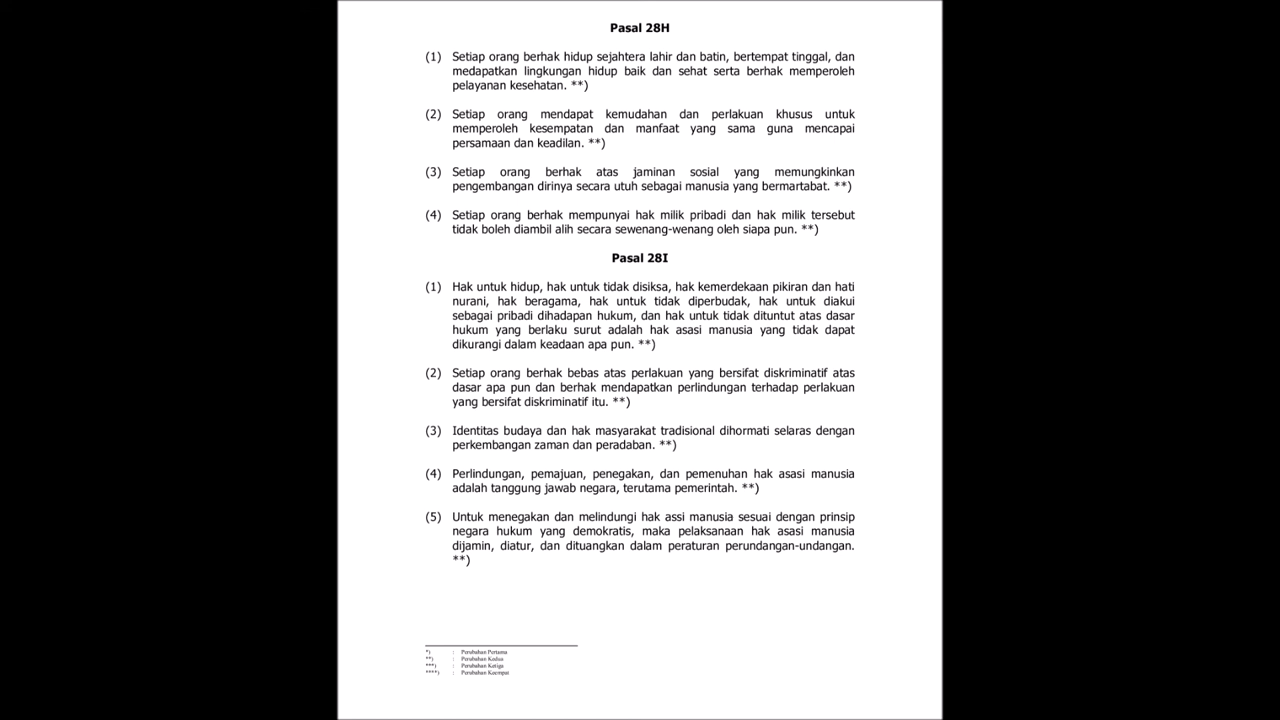 Pasal 28H
(1) Setiap orang berhak hidup sejahtera lahir dan batin, bertempat tinggal, dan
medapatkan lingkungan hidup baik dan sehat serta berhak memperoleh
pelayanan kesehatan. **)
(2) Setiap orang mendapat kemudahan dan perlakuan khusus untuk
memperoleh kesempatan dan manfaat yang sama guna mencapai
persamaan dan keadilan. **)
(3) Setiap orang berhak atas jaminan sosial yang memungkinkan
pengembangan dirinya secara utuh sebagai manusia yang bermartabat. **)
(4) Setiap orang berhak mempunyai hak milik pribadi dan hak milik tersebut
tidak boleh diambil alih secara sewenang-wenang oleh siapa pun. **)
Pasal 28I
(1) Hak untuk hidup, hak untuk tidak disiksa, hak kemerdekaan pikiran dan hati
nurani, hak beragama, hak untuk tidak diperbudak, hak untuk diakui
sebagai pribadi dihadapan hukum, dan hak untuk tidak dituntut atas dasar
hukum yang berlaku surut adalah hak asasi manusia yang tidak dapat
dikurangi dalam keadaan apa pun. **)
(2) Setiap orang berhak bebas atas perlakuan yang bersifat diskriminatif atas
dasar apa pun dan berhak mendapatkan perlindungan terhadap perlakuan
yang bersifat diskriminatif itu. **)
(3) Identitas budaya dan hak masyarakat tradisional dihormati selaras dengan
perkembangan zaman dan peradaban. **)
(4) Perlindungan, pemajuan, penegakan, dan pemenuhan hak asasi manusia
adalah tanggung jawab negara, terutama pemerintah. **)
(5) Untuk menegakan dan melindungi hak assi manusia sesuai dengan prinsip
negara hukum yang demokratis, maka pelaksanaan hak asasi manusia
dijamin, diatur, dan dituangkan dalam peraturan perundangan-undangan.
**)
*) : Perubahan Pertama
**) : Perubahan Kedua
***) : Perubahan Ketiga
****) : Perubahan Keempat